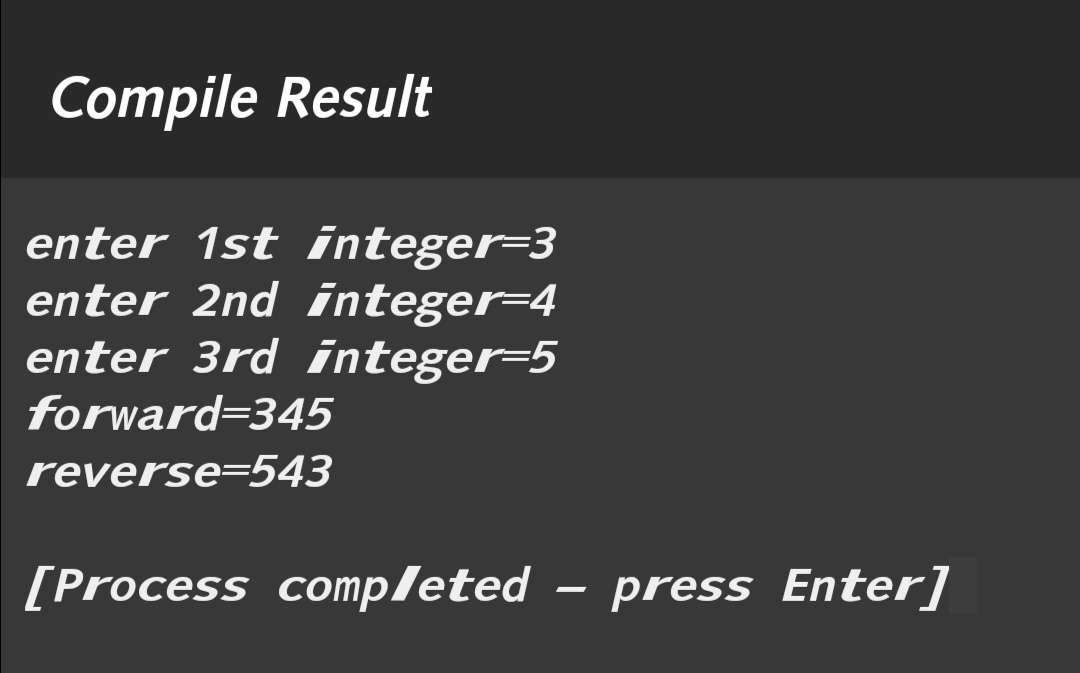 Compile Result
enter 1st integer=3
enter 2nd integer=4
enter 3rd integer=5
forward=345
reverse=543
[Process completed – press Enter]